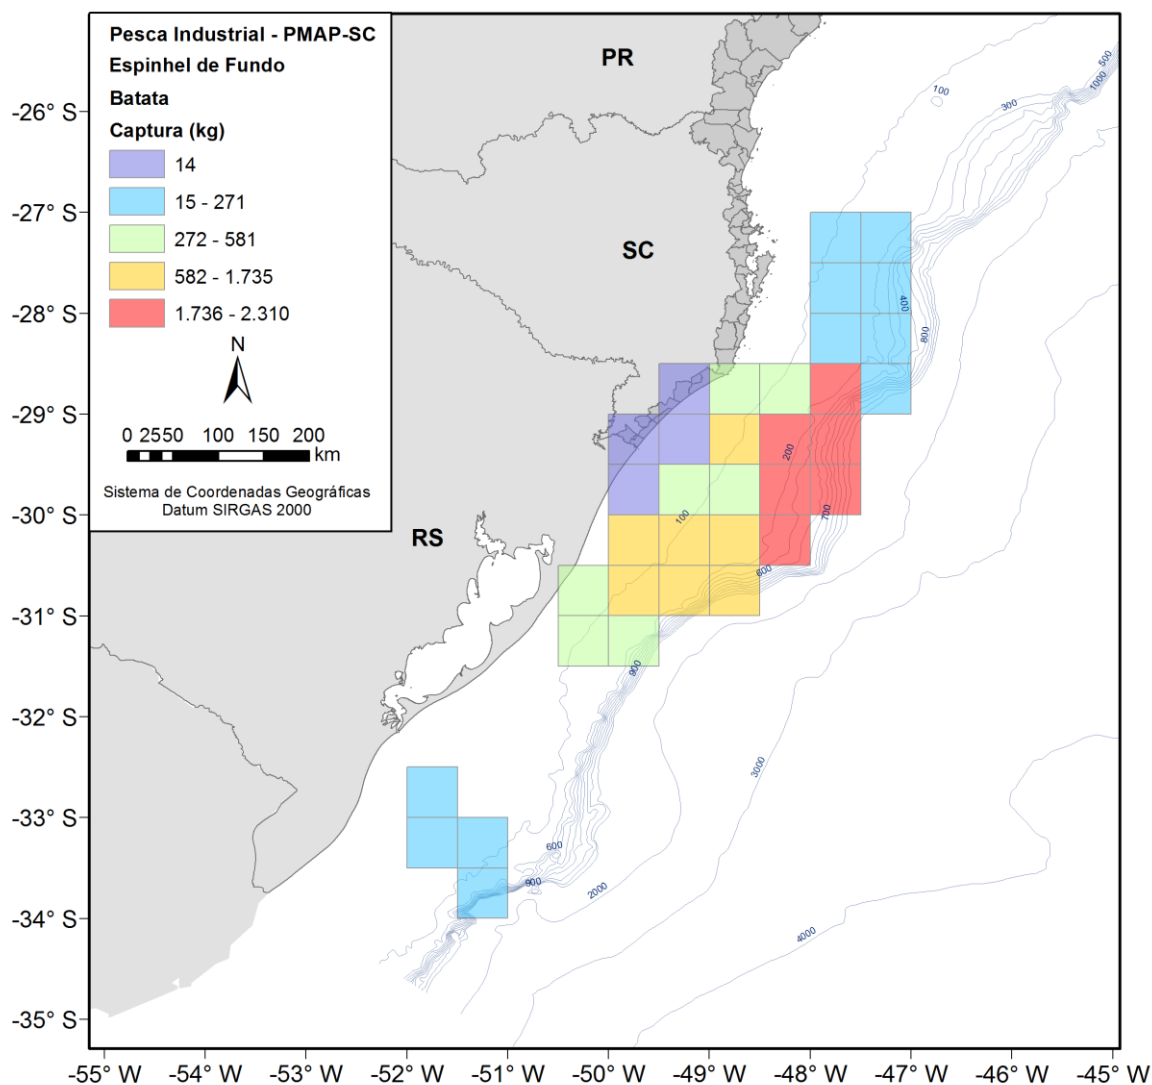 Pesca Industrial - PMAP-SC
Espinhel de Fundo
Batata
Captura (kg)
14
15 - 271
272 - 581
582 - 1.735
1.736 - 2.310
N
0 25 50 100 150 200
km
Sistema de Coordenadas Geográficas
Datum SIRGAS 2000
PR
SC
RS
100
300
500
1000
400
800
200
100
700
600
900
3000
600
900
2000
4000
-26° S
-27° S
-28° S
-29° S
-30° S
-31° S
-32° S
-33° S
-34° S
-35° S
-55° W -54° W -53° W -52° W -51° W -50° W -49° W -48° W -47° W -46° W -45° W